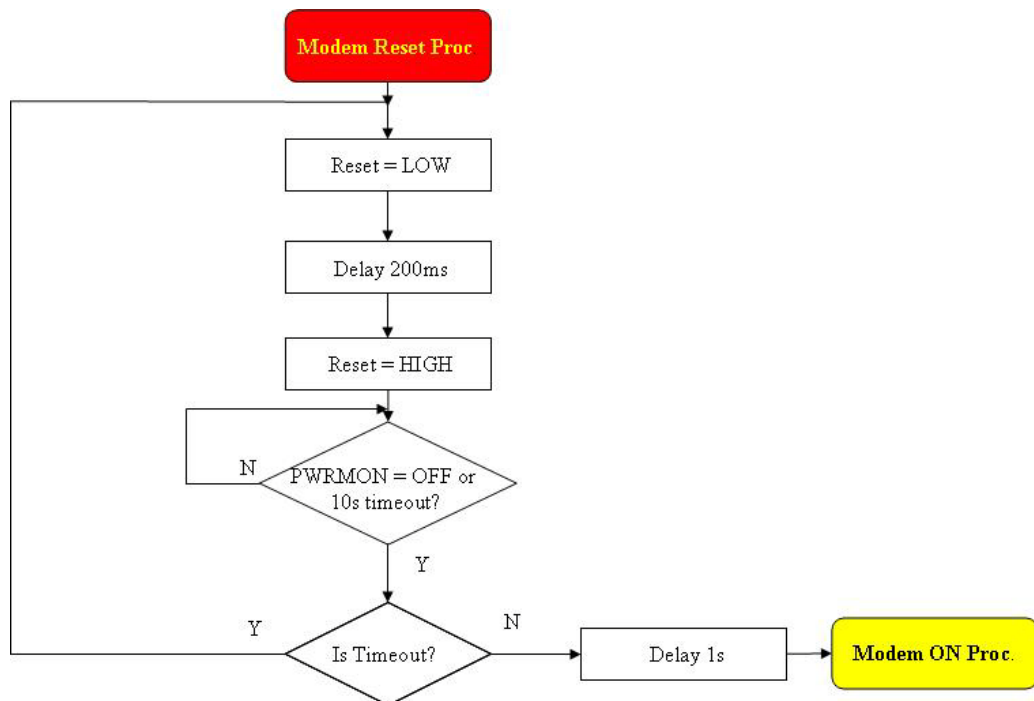 Modem Reset Proc
Reset = LOW
Delay 200ms
Reset = HIGH
N
PWRMON = OFF or
10s timeout?
Y
Y
Is Timeout?
N
Delay 1s
Modem ON Proc.